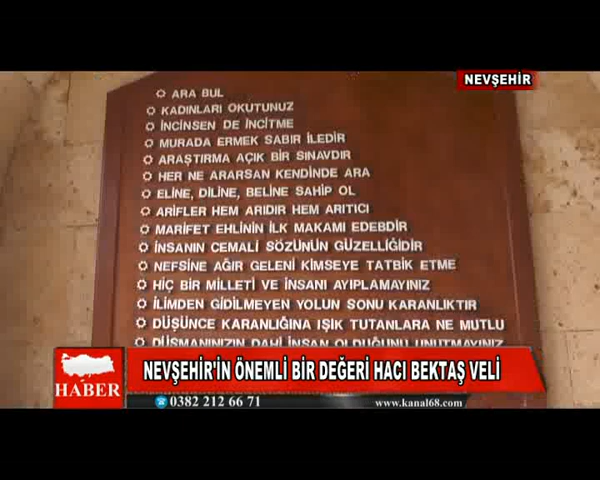 NEVŞEHİR
ARA BUL
KADINLARI OKUTUNUZ
İNCİNSEN DE İNCİTME
MURADA ERMEK SABIR İLEDİR
ARAŞTIRMA AÇIK BİR SINAVDIR
HER NE ARARSAN KENDİNDE ARA
ELİNE, DİLİNE, BELİNE SAHİP OL
ARİFLER HEM ARIDIR HEM ARITICI
MARİFET EHLİNİN İLK MAKAMI EDEBDİR
İNSANIN CEMALİ SÖZÜNÜN GÜZELLİĞİDİR
NEFSİNE AĞIR GELENİ KİMSEYE TATBİK ETME
HİÇ BİR MİLLETİ VE İNSANI AYIPLAMAYINIZ
İLİMDEN GİDİLMEYEN YOLUN SONU KARANLIKTIR
DÜŞÜNCE KARANLIĞINA IŞIK TUTANLARA NE MUTLU
DÜŞMANINIZIN DAHİ İNSAN OLDUĞUNU UNUTMAYINIZ
HABER
NEVŞEHİR'İN ÖNEMLİ BİR DEĞERİ HACI BEKTAŞ VELİ
0382 212 66 71
www.kanal68.com